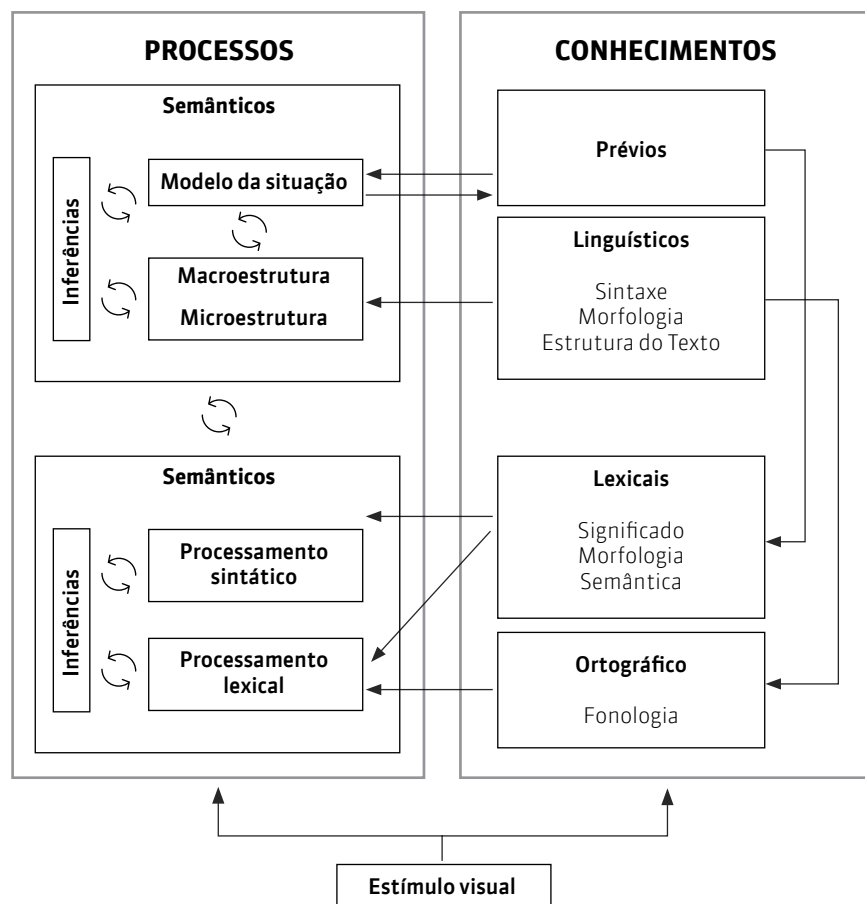 PROCESSOS
Semânticos
Inferências
Modelo da situação
Macroestrutura
Microestrutura
Semânticos
Inferências
Processamento
sintático
Processamento
lexical
CONHECIMENTOS
Prévios
Linguísticos
Sintaxe
Morfologia
Estrutura do Texto
Lexicais
Significado
Morfologia
Semântica
Ortográfico
Fonologia
Estímulo visual